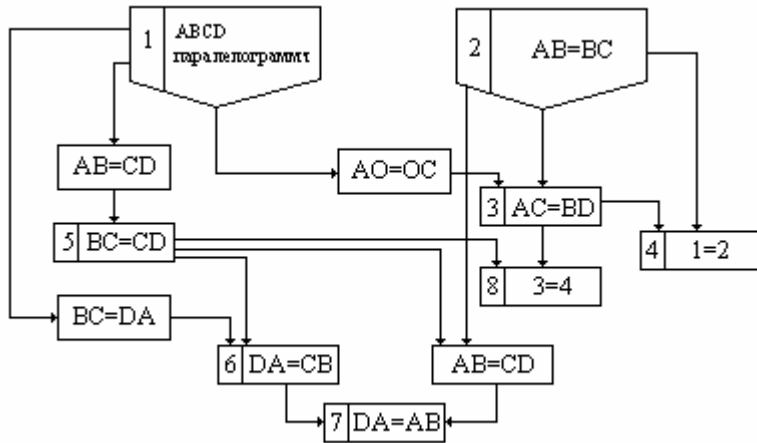 1 ABCD
паралелограмм
2 AB=BC
AB=CD
AO=OC
3 AC=BD
5 BC=CD
4 1=2
8 3=4
BC=DA
6 DA=CB
AB=CD
7 DA=AB